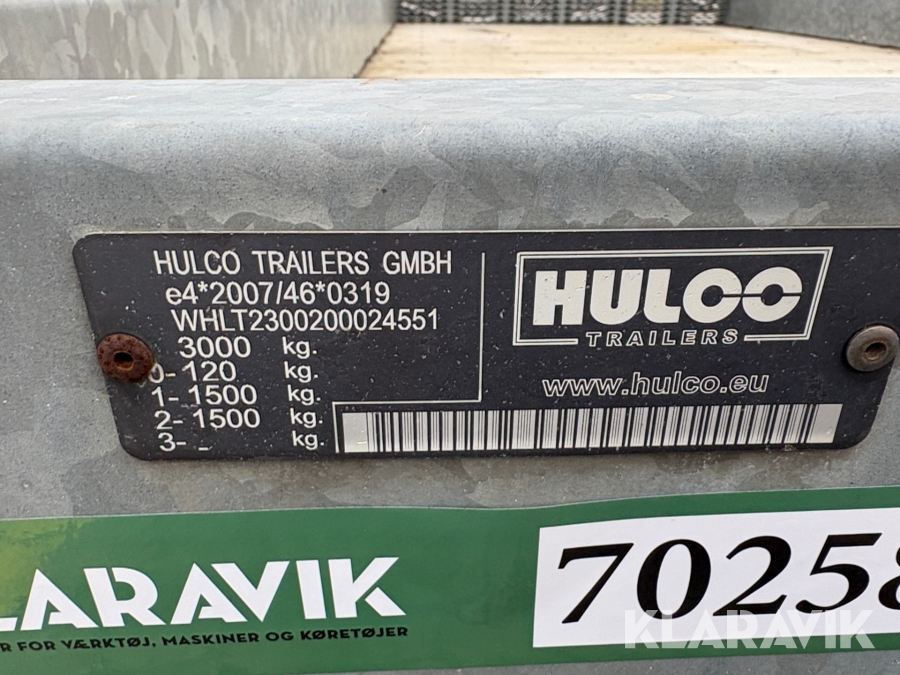 HULCO TRAILERS GMBH
e4*2007/46*0319
WHLT2300200024551
3000 kg.
0- 120 kg.
1- 1500 kg.
2- 1500 kg.
3- - kg.
HULCO
TRAILERS
www.hulco.eu
LARAVIK
R FOR VÆRKTØJ, MASKINER OG KØRETØJER
70258
KLARAVIK